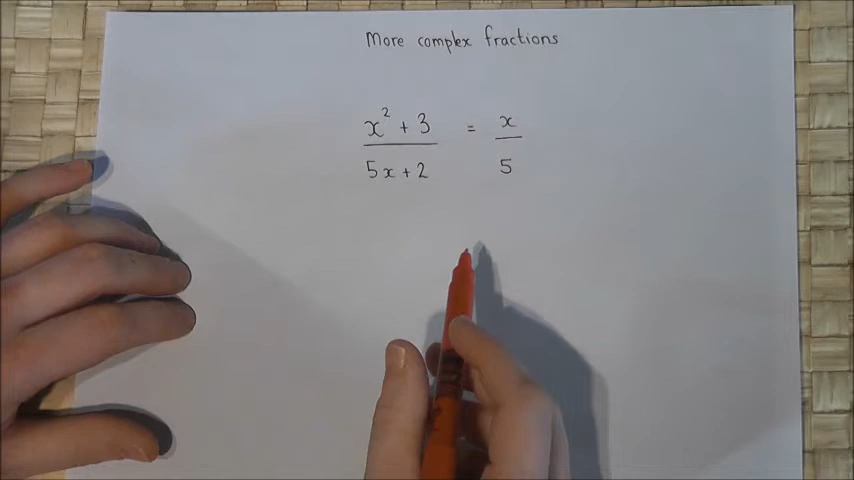 More complex fractions
x² + 3 = x
5x + 2   5